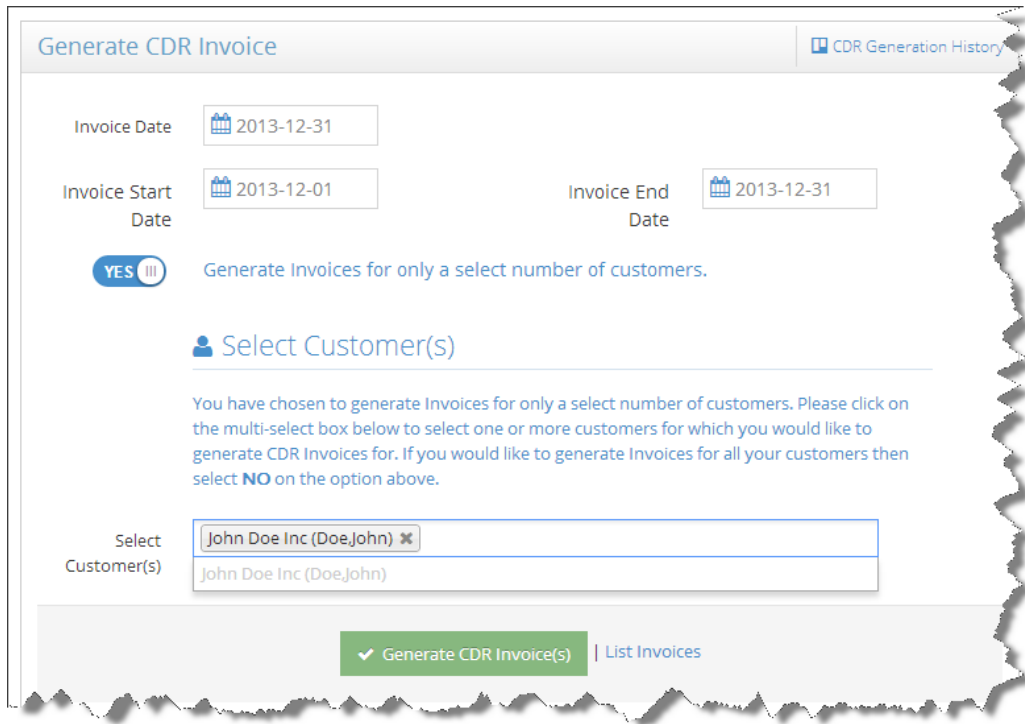 Generate CDR Invoice
CDR Generation History
Invoice Date
2013-12-31
Invoice Start
Date
2013-12-01
Invoice End
Date
2013-12-31
YES
Generate Invoices for only a select number of customers.
Select Customer(s)
You have chosen to generate Invoices for only a select number of customers. Please click on
the multi-select box below to select one or more customers for which you would like to
generate CDR Invoices for. If you would like to generate Invoices for all your customers then
select NO on the option above.
Select
Customer(s)
John Doe Inc (Doe,John)
John Doe Inc (Doe,John)
Generate CDR Invoice(s)
| List Invoices